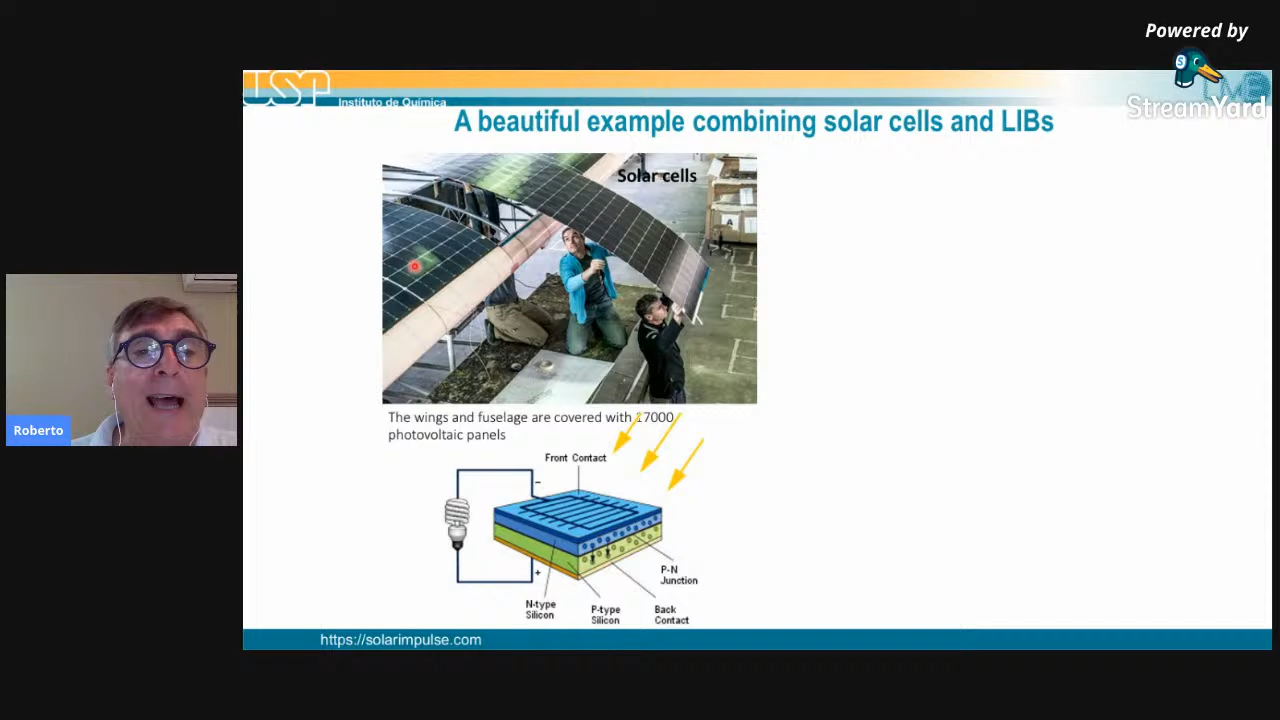 Powered by
StreamYard
USP
Instituto de Química
A beautiful example combining solar cells and LIBs
Solar cells
A
The wings and fuselage are covered with 17000
photovoltaic panels
Front Contact
−
+
P-N
Junction
N-type
Silicon
P-type
Silicon
Back
Contact
Roberto
https://solarimpulse.com